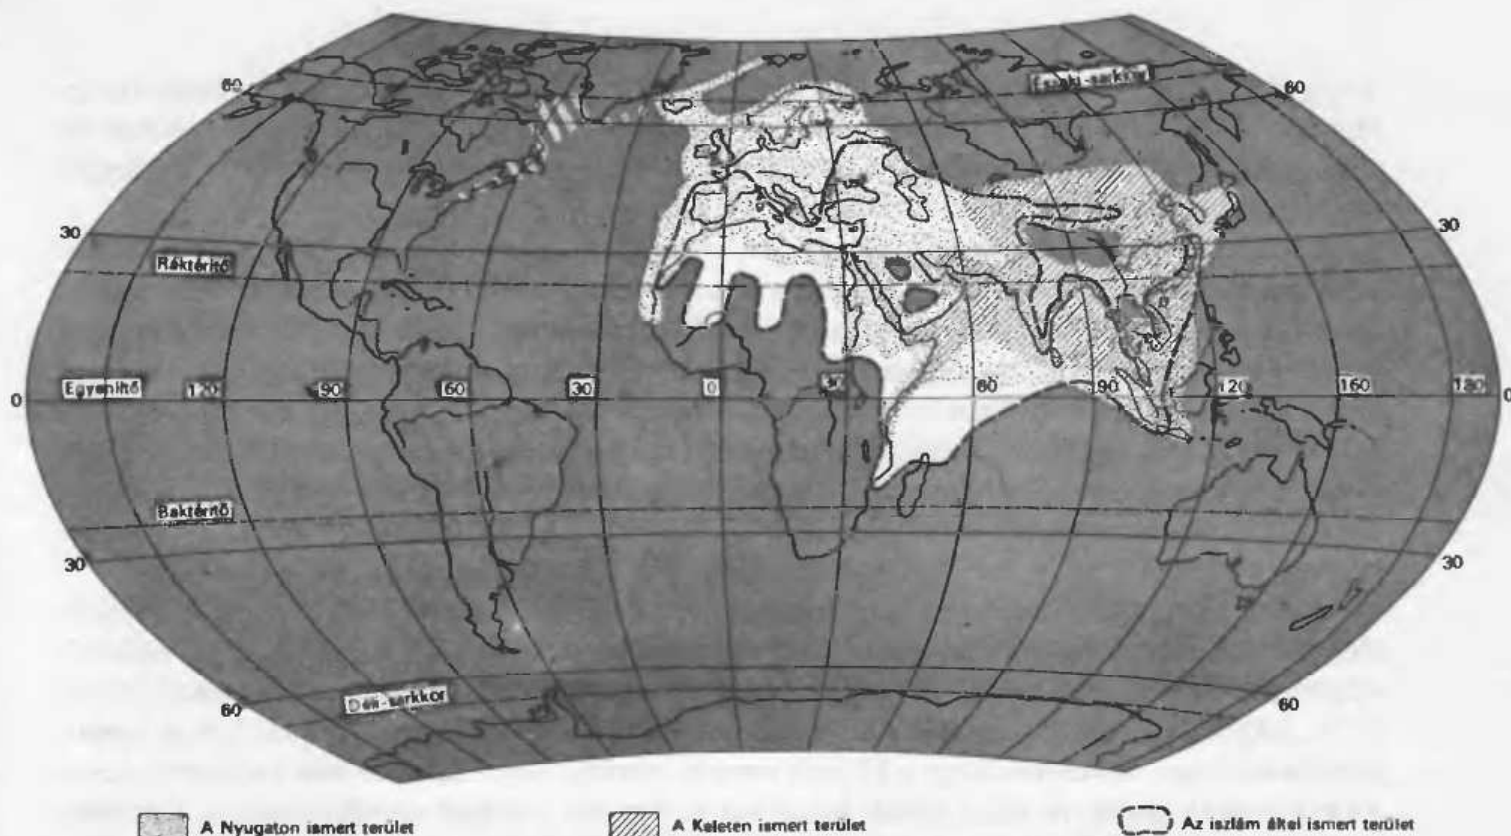 60 Északi-sarkkör 60
30 30
Ráktérítő
0 Egyenlítő 120 90 60 30 0 30 60 90 120 160 180 0
Baktérítő
30 30
60 Déli-sarkkör 60
A Nyugaton ismert terület A Keleten ismert terület Az iszlám által ismert terület